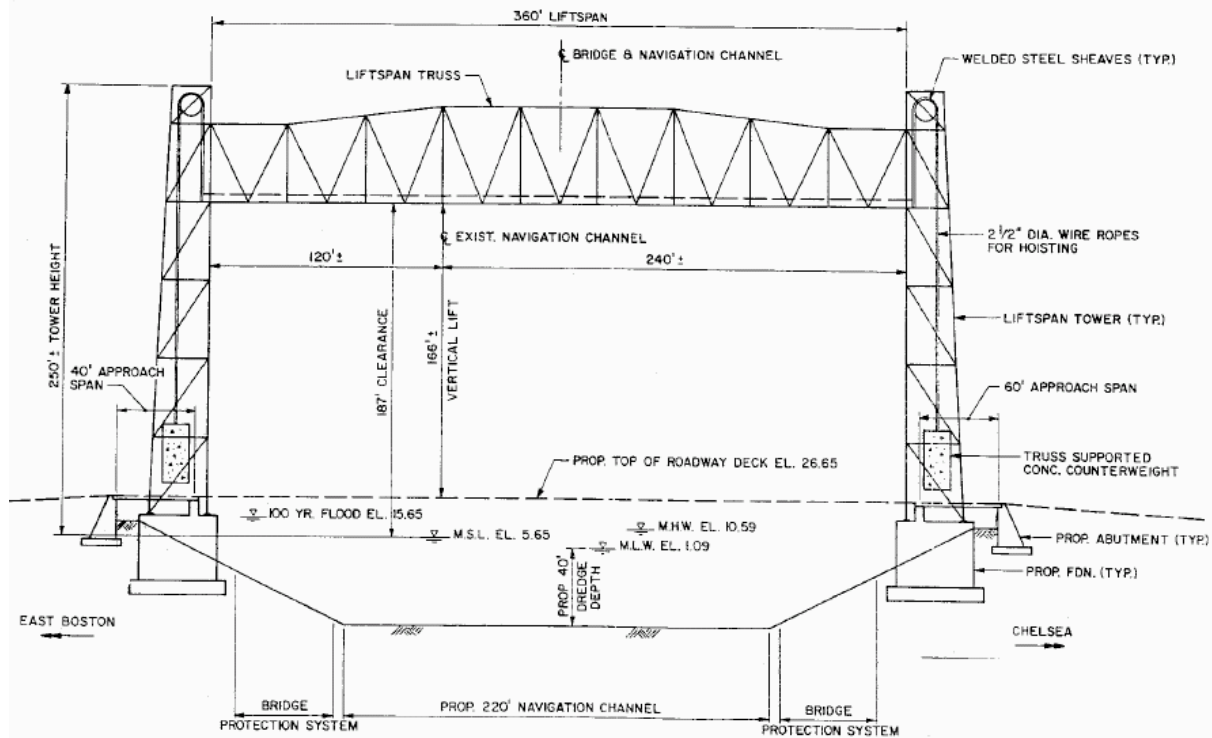 360' LIFTSPAN
℄ BRIDGE & NAVIGATION CHANNEL
WELDED STEEL SHEAVES (TYP.)
LIFTSPAN TRUSS
2 1/2" DIA. WIRE ROPES
FOR HOISTING
℄ EXIST. NAVIGATION CHANNEL
120'±
240'±
250'± TOWER HEIGHT
187' CLEARANCE
166'±
VERTICAL LIFT
LIFTSPAN TOWER (TYP.)
40' APPROACH
SPAN
60' APPROACH SPAN
PROP. TOP OF ROADWAY DECK EL. 26.65
TRUSS SUPPORTED
CONC. COUNTERWEIGHT
100 YR. FLOOD EL. 15.65
M.S.L. EL. 5.65
M.H.W. EL. 10.59
M.L.W. EL. 1.09
PROP. ABUTMENT (TYP.)
PROP. FDN. (TYP.)
PROP. 40'
DREDGE
DEPTH
EAST BOSTON
CHELSEA
BRIDGE
PROTECTION SYSTEM
PROP. 220' NAVIGATION CHANNEL
BRIDGE
PROTECTION SYSTEM